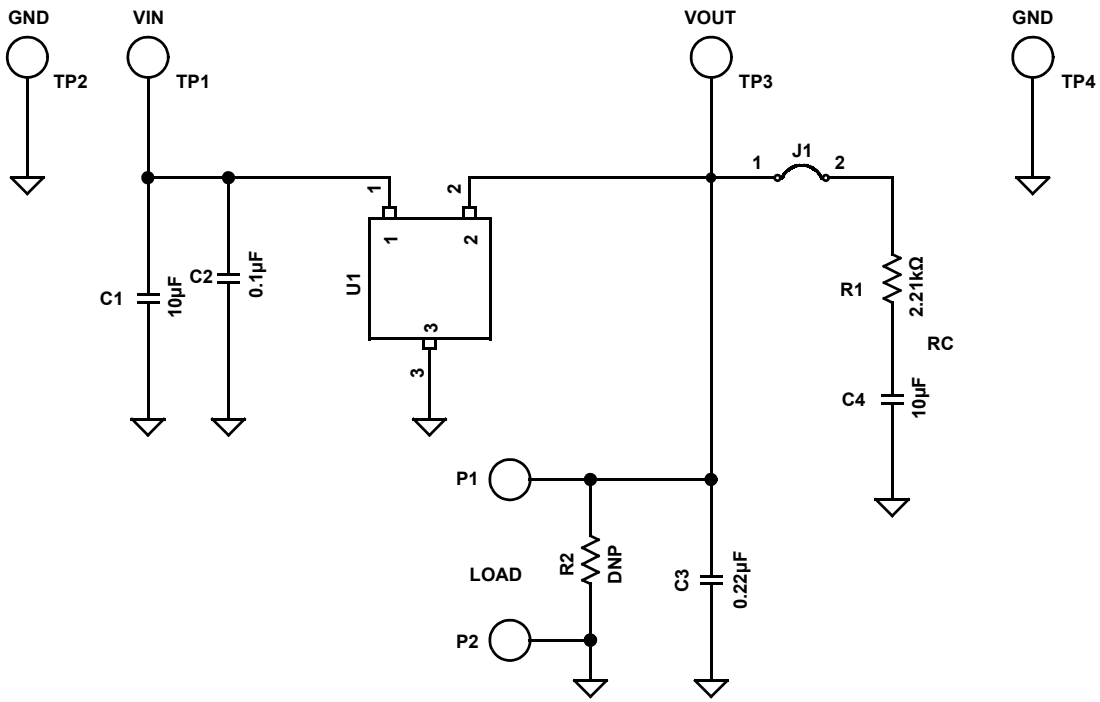 GND
VIN
VOUT
GND
TP2
TP1
TP3
TP4
1
J1
2
1
2
1
2
C1
10µF
C2
0.1µF
U1
3
3
R1
2.21kΩ
RC
C4
10µF
P1
R2
DNP
LOAD
C3
0.22µF
P2